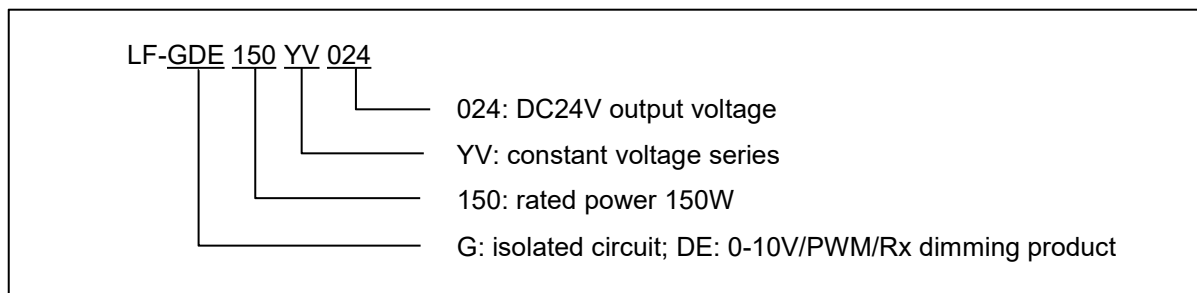 LF-GDE 150 YV 024
024: DC24V output voltage
YV: constant voltage series
150: rated power 150W
G: isolated circuit; DE: 0-10V/PWM/Rx dimming product